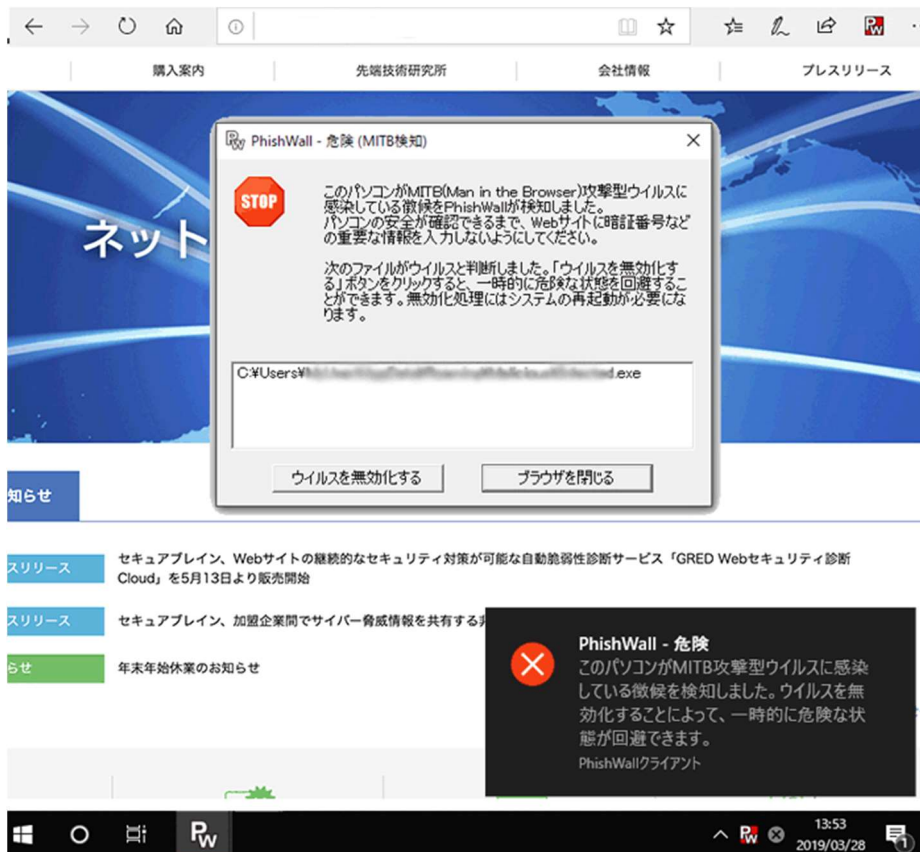 購入案内
先端技術研究所
会社情報
プレスリリース
ネット
PhishWall - 危険 (MITB検知)
STOP
このパソコンがMITB(Man in the Browser)攻撃型ウイルスに
感染している徴候をPhishWallが検知しました。
パソコンの安全が確認できるまで、Webサイトに暗証番号など
の重要な情報を入力しないようにしてください。
次のファイルがウイルスと判断しました。「ウイルスを無効化す
る」ボタンをクリックすると、一時的に危険な状態を回避するこ
とができます。無効化処理にはシステムの再起動が必要にな
ります。
C:¥Users¥ .exe
ウイルスを無効化する
ブラウザを閉じる
知らせ
スリリース
セキュアブレイン、Webサイトの継続的なセキュリティ対策が可能な自動脆弱性診断サービス「GRED Webセキュリティ診断
Cloud」を5月13日より販売開始
スリリース
セキュアブレイン、加盟企業間でサイバー脅威情報を共有する
らせ
年末年始休業のお知らせ
PhishWall - 危険
このパソコンがMITB攻撃型ウイルスに感染
している徴候を検知しました。ウイルスを無
効化することによって、一時的に危険な状
態が回避できます。
PhishWallクライアント
PW
13:53
2019/03/28
1